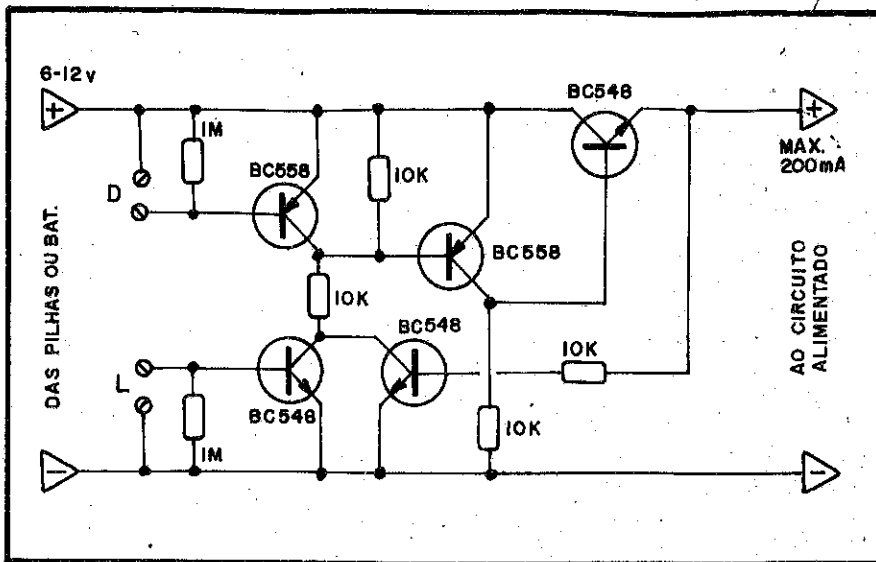 6-12v
+
1M
D
BC558
10K
BC548
+
MAX.
200mA
BC558
10K
DAS PILHAS OU BAT.
L
BC548
BC548
10K
10K
1M
AO CIRCUITO
ALIMENTADO
-
-